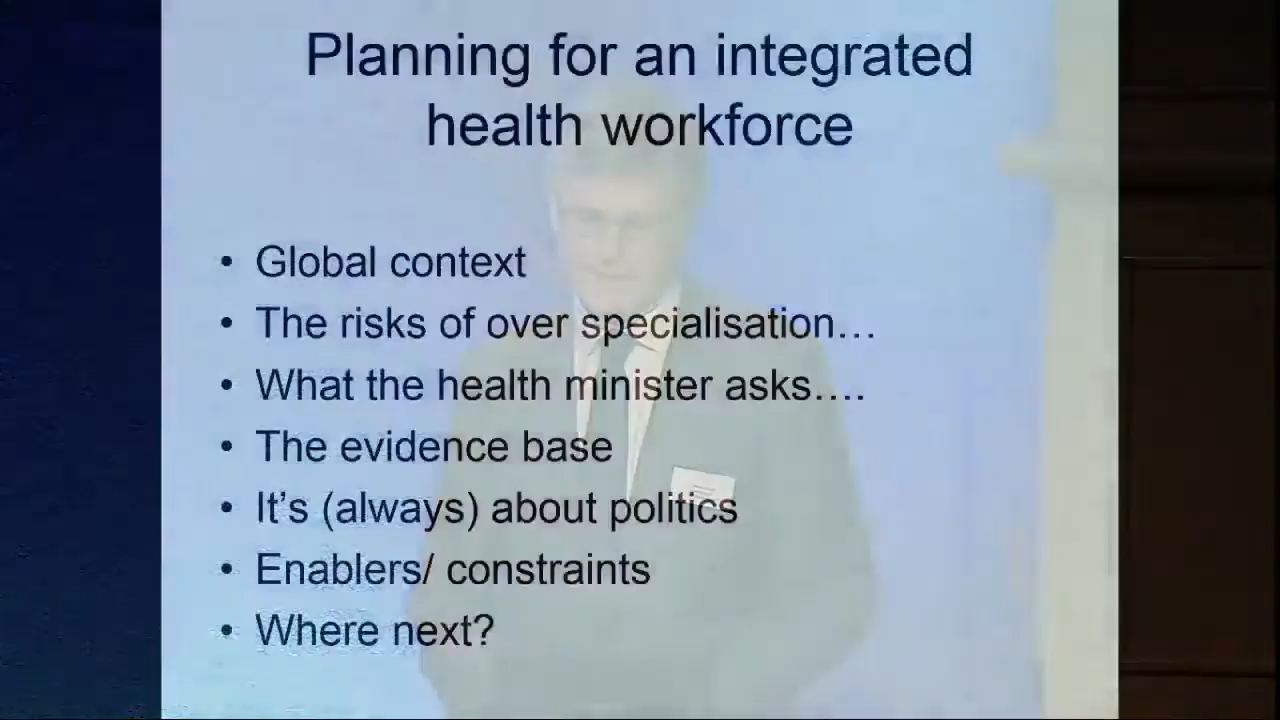 Planning for an integrated
health workforce
• Global context
• The risks of over specialisation…
• What the health minister asks….
• The evidence base
• It's (always) about politics
• Enablers/ constraints
• Where next?